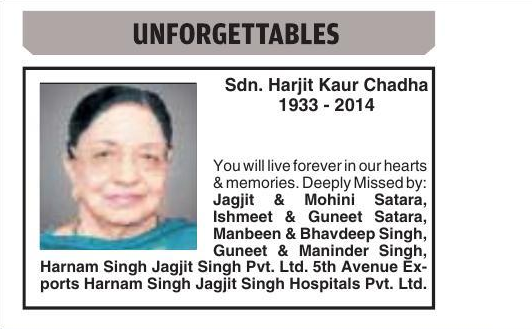 UNFORGETTABLES
Sdn. Harjit Kaur Chadha
1933 - 2014
You will live forever in our hearts
& memories. Deeply Missed by:
Jagjit & Mohini Satara,
Ishmeet & Guneet Satara,
Manbeen & Bhavdeep Singh,
Guneet & Maninder Singh,
Harnam Singh Jagjit Singh Pvt. Ltd. 5th Avenue Ex-
ports Harnam Singh Jagjit Singh Hospitals Pvt. Ltd.